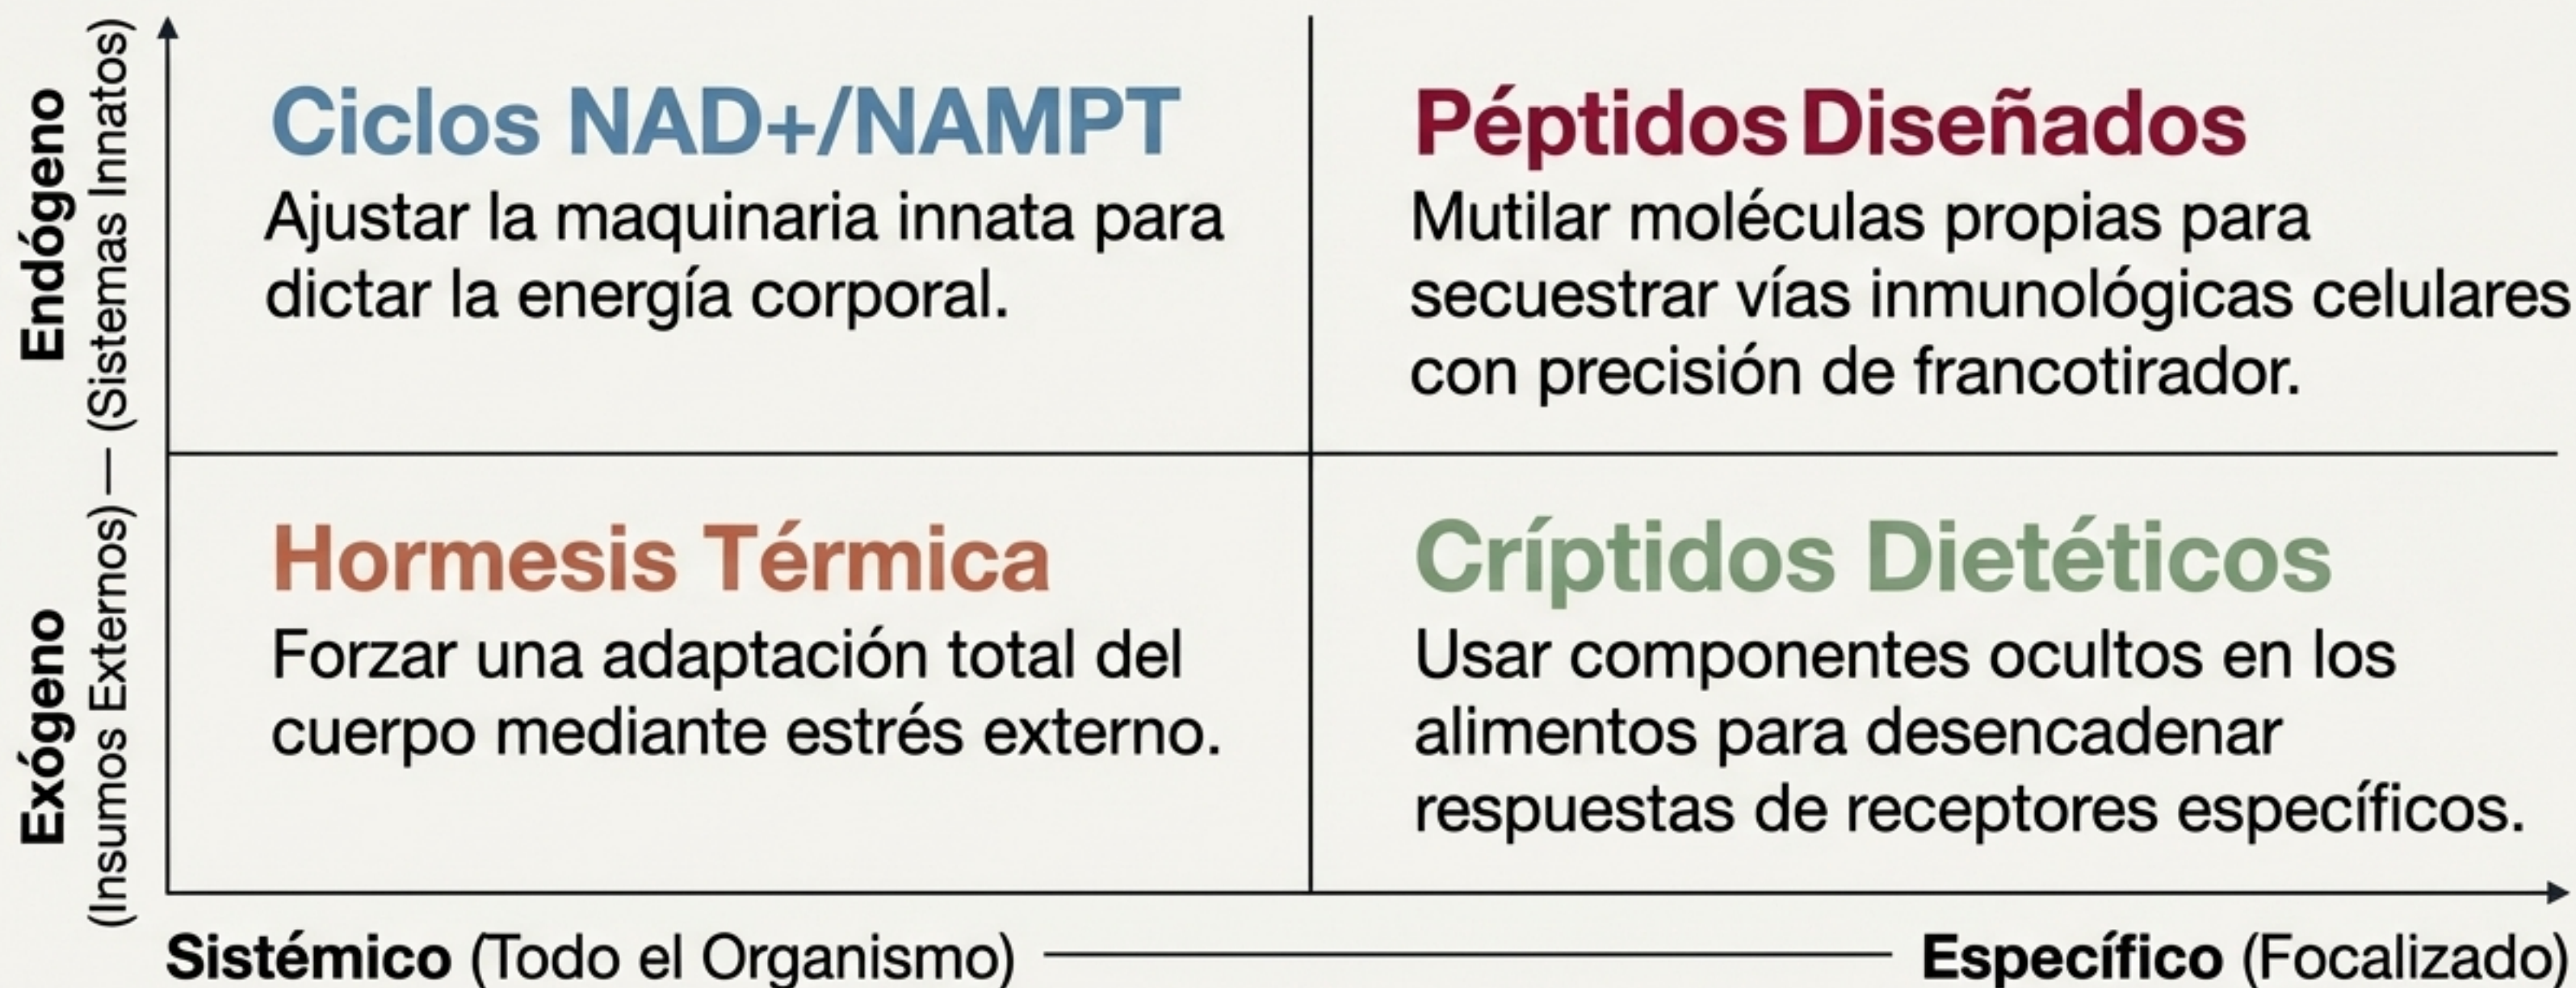 Endógeno
(Insumos Externos) — (Sistemas Innatos)
Exógeno
Ciclos NAD+/NAMPT
Ajustar la maquinaria innata para
dictar la energía corporal.
Péptidos Diseñados
Mutilar moléculas propias para
secuestrar vías inmunológicas celulares
con precisión de francotirador.
Hormesis Térmica
Forzar una adaptación total del
cuerpo mediante estrés externo.
Críptidos Dietéticos
Usar componentes ocultos en los
alimentos para desencadenar
respuestas de receptores específicos.
Sistémico (Todo el Organismo)
Específico (Focalizado)